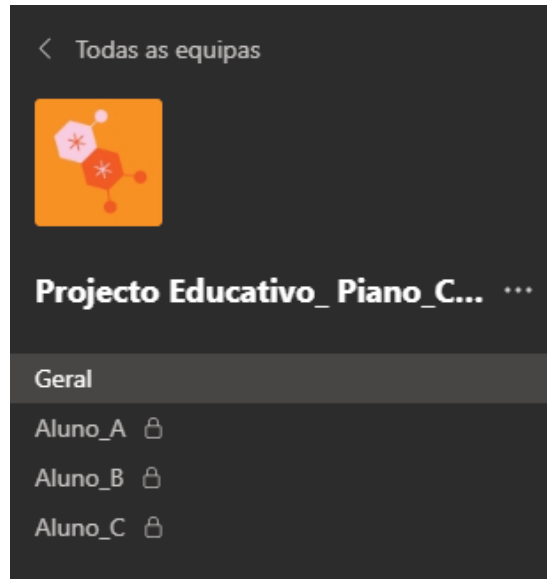 Todas as equipas
Projecto Educativo_ Piano_C... ...
Geral
Aluno_A
Aluno_B
Aluno_C